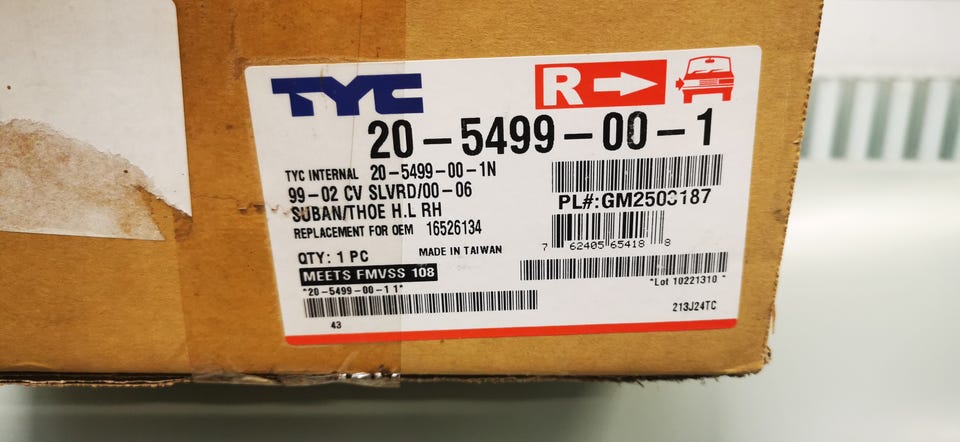 TYC
R
20-5499-00-1
TYC INTERNAL 20-5499-00-1N
99-02 CV SLVRD/00-06
SUBAN/THOE H.L RH
REPLACEMENT FOR OEM 16526134
PL#:GM2503187
7 62405 65418 8
QTY: 1 PC
MADE IN TAIWAN
MEETS FMVSS 108
*20-5499-00-1 1*
*Lot 10221310 *
213J24TC
43